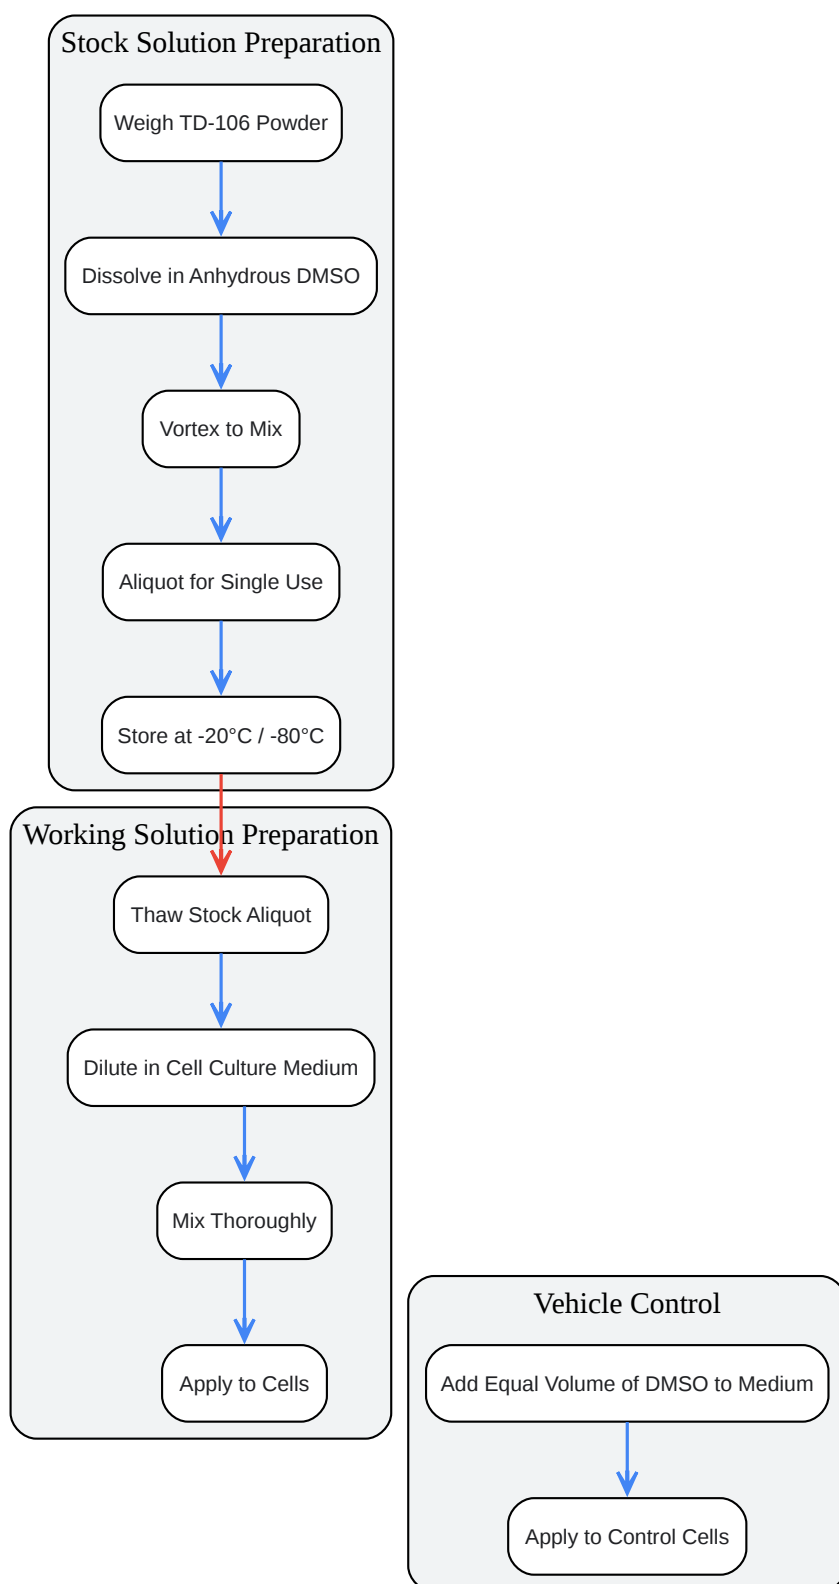 Stock Solution Preparation
Weigh TD-106 Powder
Dissolve in Anhydrous DMSO
Vortex to Mix
Aliquot for Single Use
Store at -20°C / -80°C
Working Solution Preparation
Thaw Stock Aliquot
Dilute in Cell Culture Medium
Mix Thoroughly
Apply to Cells
Vehicle Control
Add Equal Volume of DMSO to Medium
Apply to Control Cells